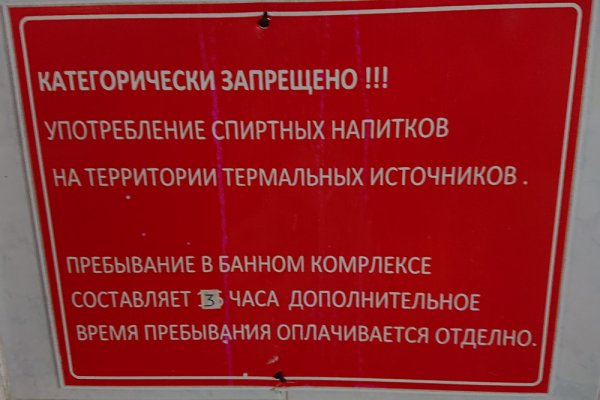 КАТЕГОРИЧЕСКИ ЗАПРЕЩЕНО !!!
УПОТРЕБЛЕНИЕ СПИРТНЫХ НАПИТКОВ
НА ТЕРРИТОРИИ ТЕРМАЛЬНЫХ ИСТОЧНИКОВ .
ПРЕБЫВАНИЕ В БАННОМ КОМРЛЕКСЕ
СОСТАВЛЯЕТ 3 ЧАСА ДОПОЛНИТЕЛЬНОЕ
ВРЕМЯ ПРЕБЫВАНИЯ ОПЛАЧИВАЕТСЯ ОТДЕЛЬНО.